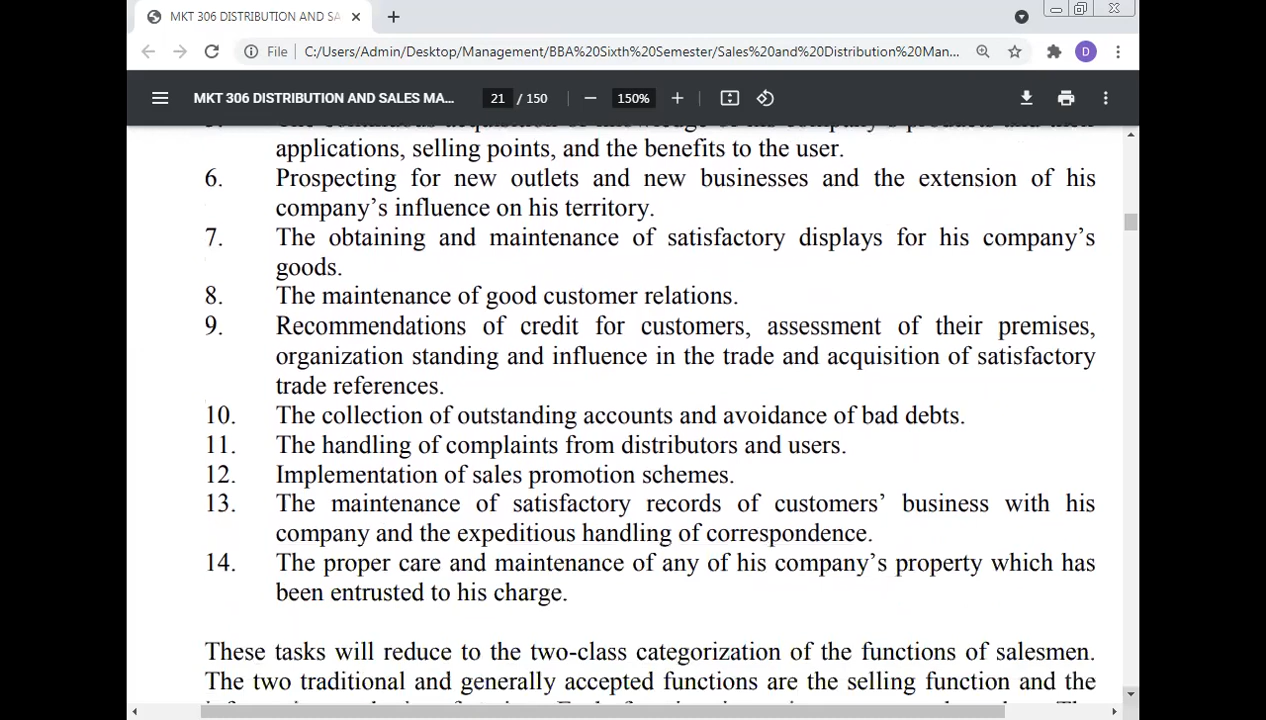 MKT 306 DISTRIBUTION AND SA
File C:/Users/Admin/Desktop/Management/BBA%20Sixth%20Semester/Sales%20and%20Distribution%20Man... D
MKT 306 DISTRIBUTION AND SALES MA... 21 / 150 150%
applications, selling points, and the benefits to the user.
6. Prospecting for new outlets and new businesses and the extension of his
company’s influence on his territory.
7. The obtaining and maintenance of satisfactory displays for his company’s
goods.
8. The maintenance of good customer relations.
9. Recommendations of credit for customers, assessment of their premises,
organization standing and influence in the trade and acquisition of satisfactory
trade references.
10. The collection of outstanding accounts and avoidance of bad debts.
11. The handling of complaints from distributors and users.
12. Implementation of sales promotion schemes.
13. The maintenance of satisfactory records of customers’ business with his
company and the expeditious handling of correspondence.
14. The proper care and maintenance of any of his company’s property which has
been entrusted to his charge.
These tasks will reduce to the two-class categorization of the functions of salesmen.
The two traditional and generally accepted functions are the selling function and the